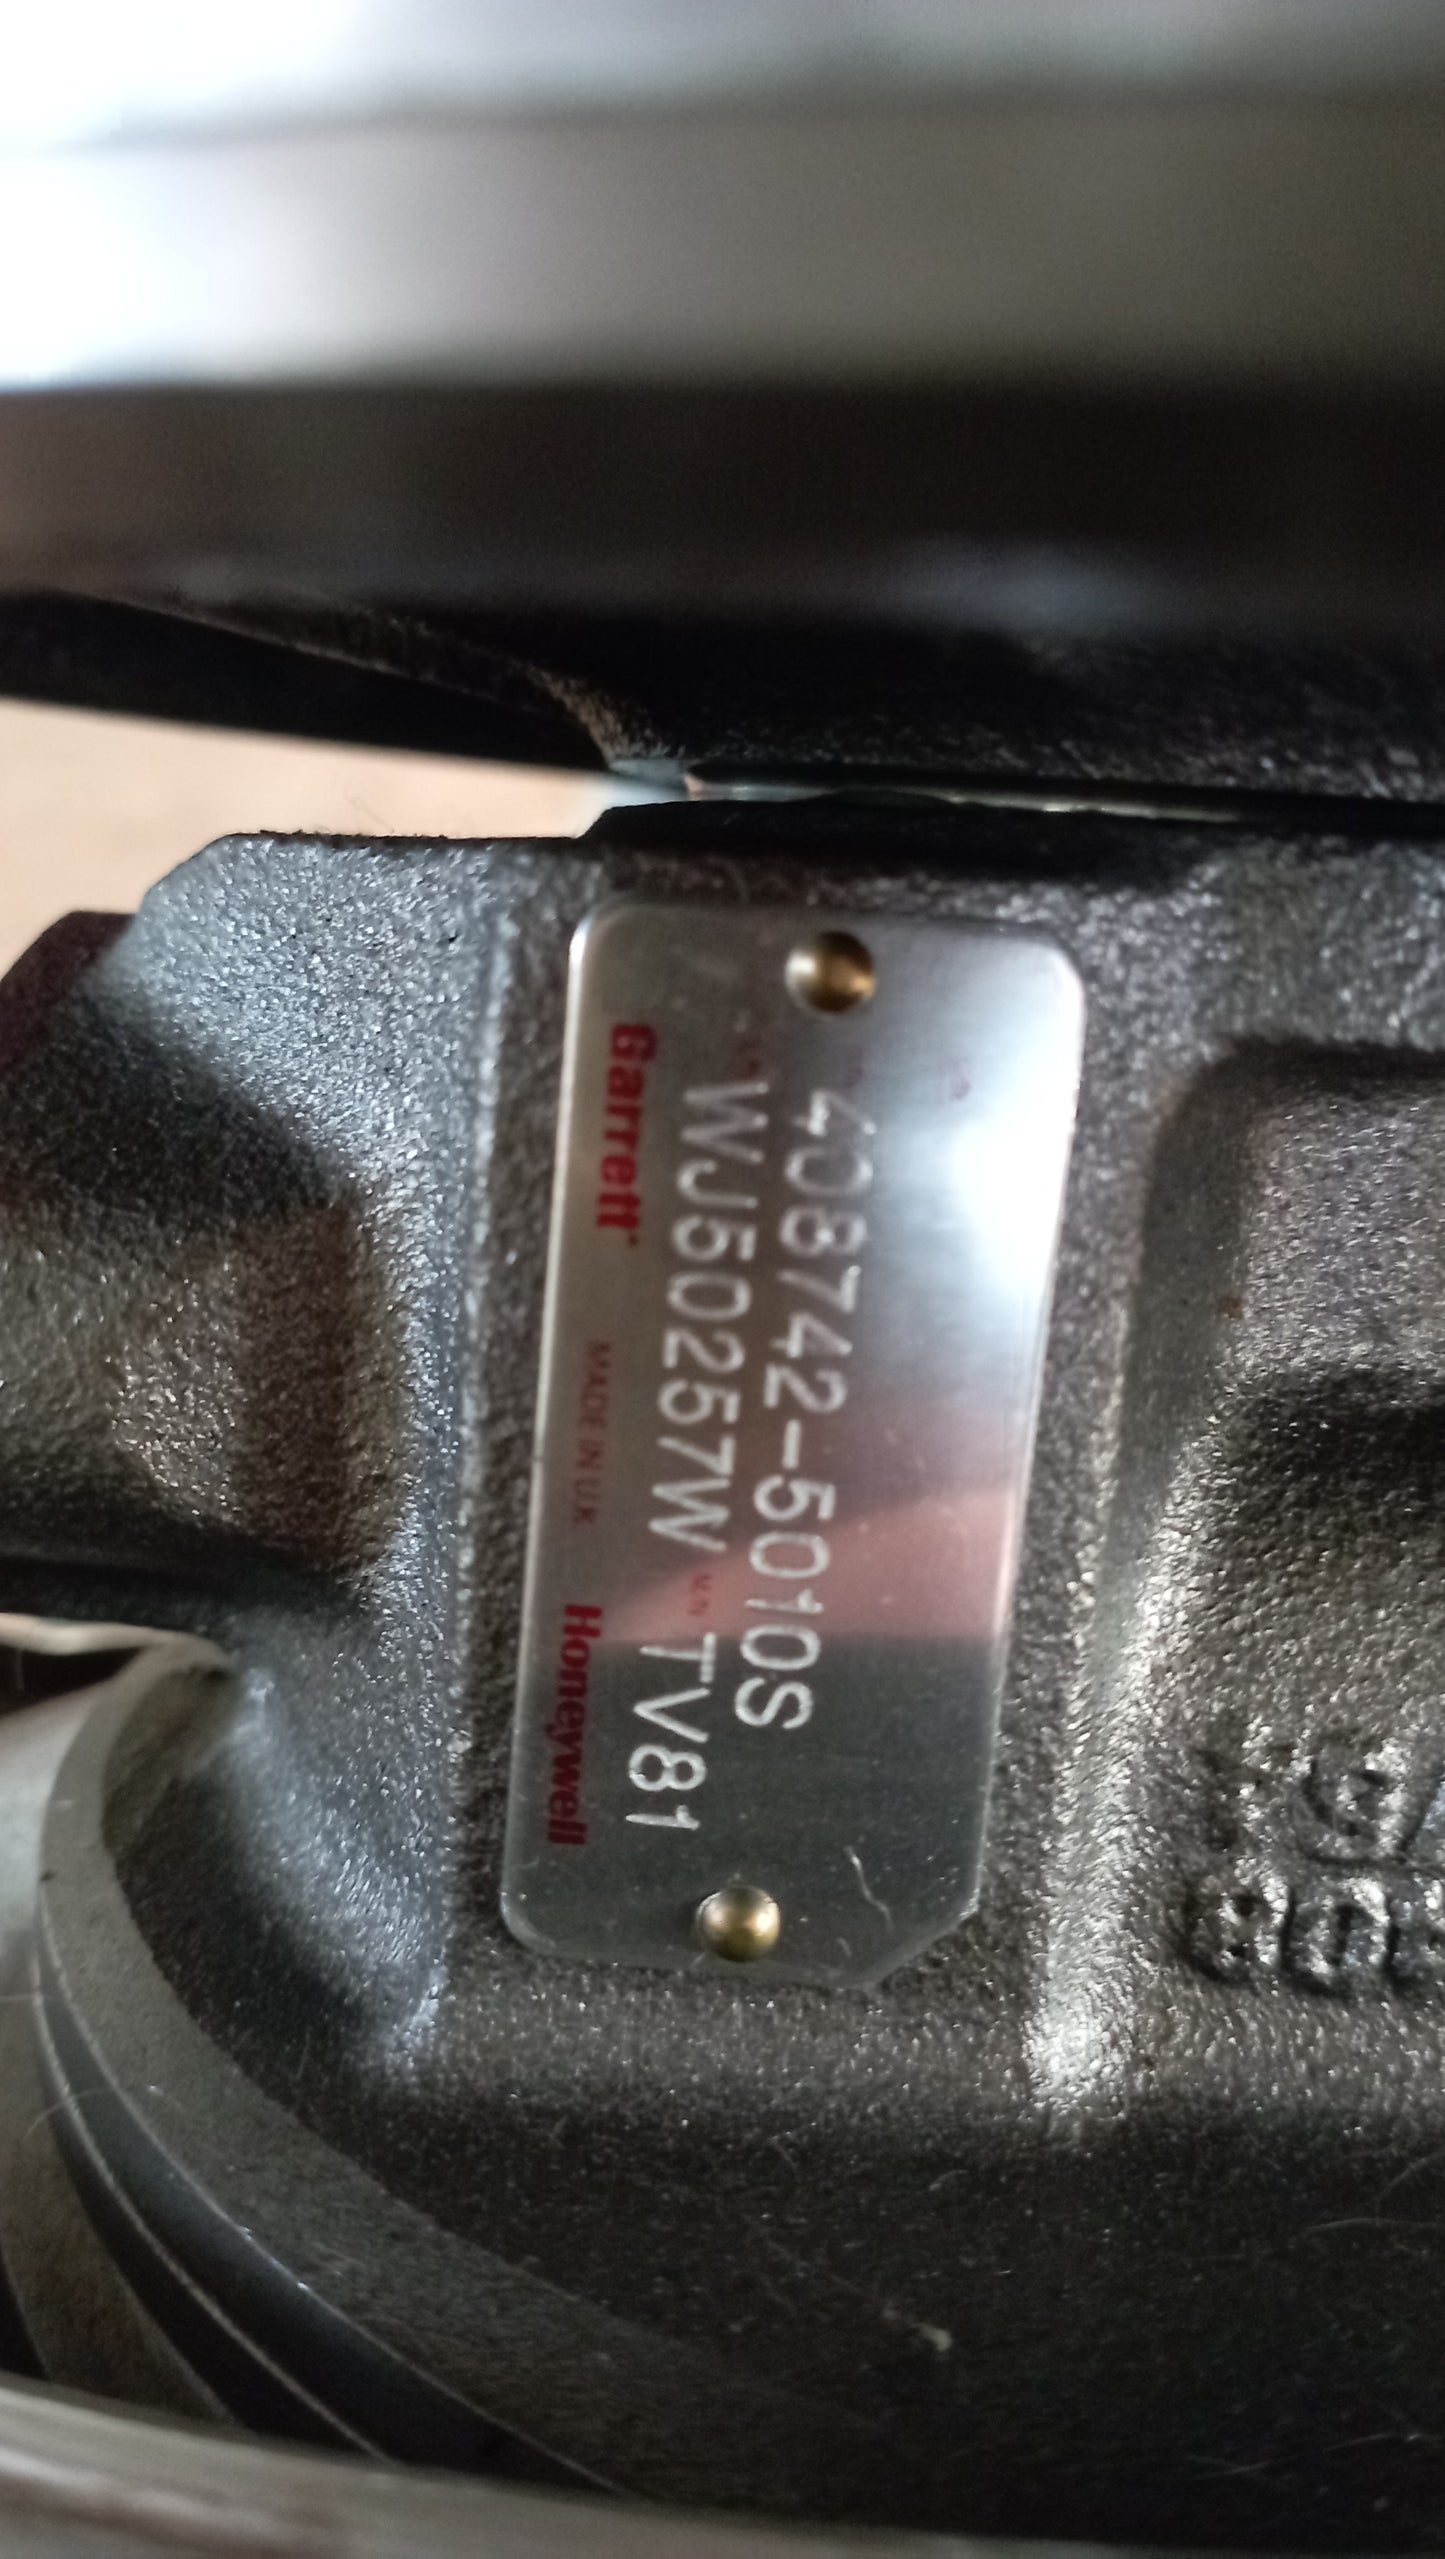 408742-5010S
WJ50257W M/N TV81
Garrett MADE IN U.K. Honeywell